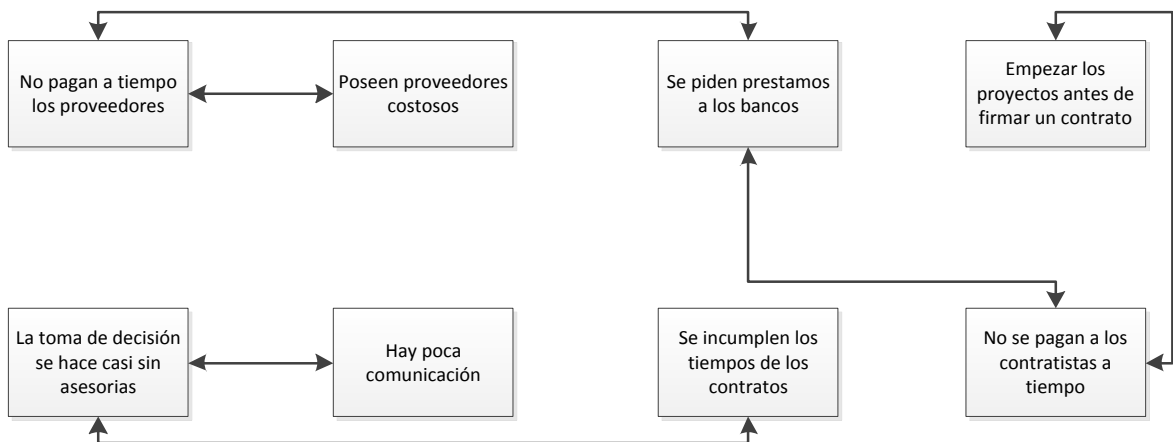 No pagan a tiempo
los proveedores
Poseen proveedores
costosos
Se piden prestamos
a los bancos
Empezar los
proyectos antes de
firmar un contrato
La toma de decisión
se hace casi sin
asesorias
Hay poca
comunicación
Se incumplen los
tiempos de los
contratos
No se pagan a los
contratistas a
tiempo